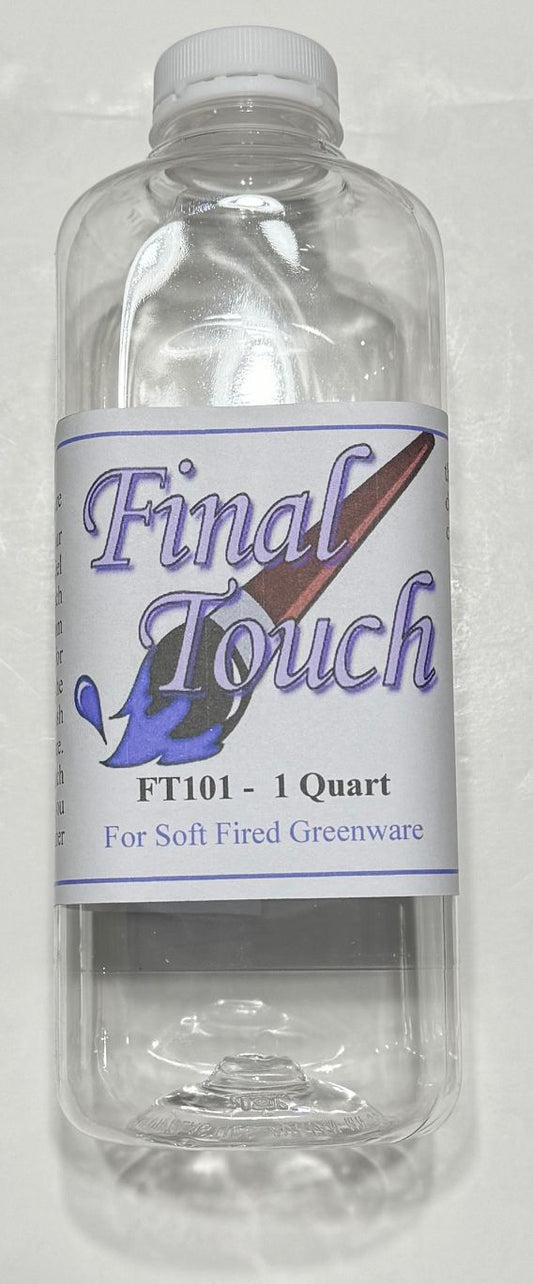 Final
Touch
FT101 - 1 Quart
For Soft Fired Greenware